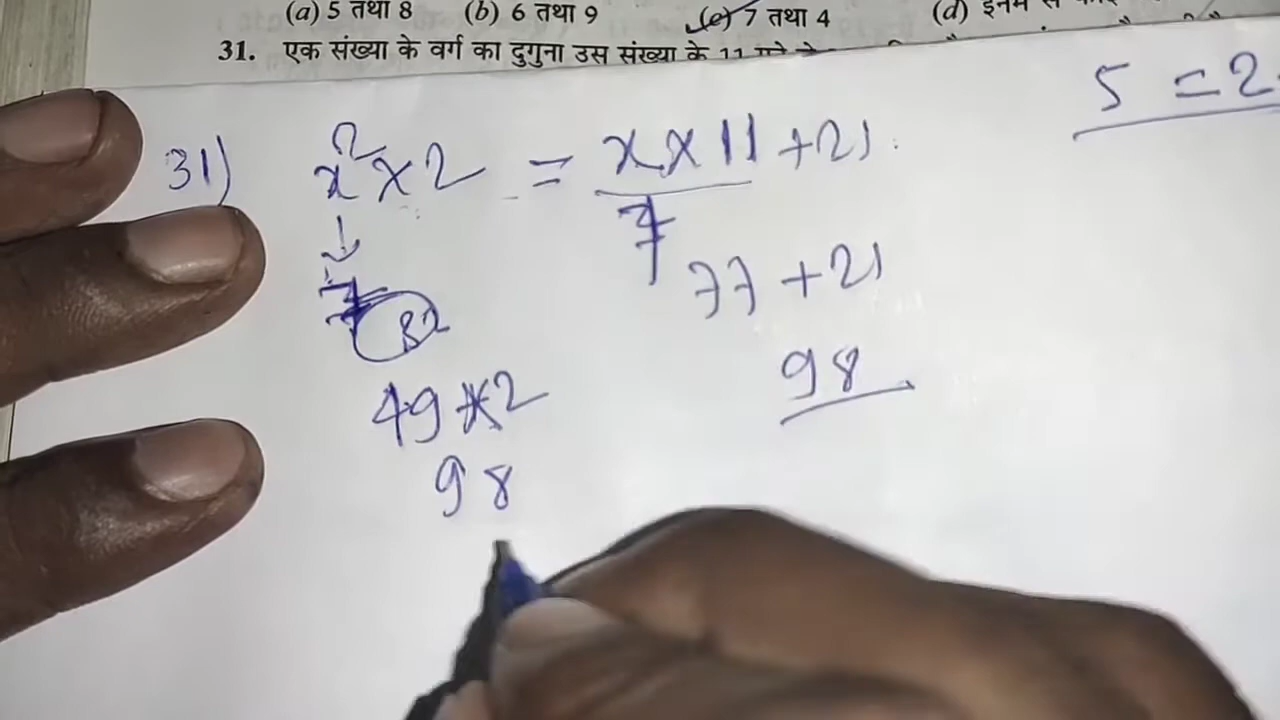 (a) 5 तथा 8 (b) 6 तथा 9 (c) 7 तथा 4 (d) इनमें से
31. एक संख्या के वर्ग का दुगुना उस संख्या के 11
5 = 2
31) x² × 2 = x × 11 + 21
7
77 + 21
98
49 × 2
98